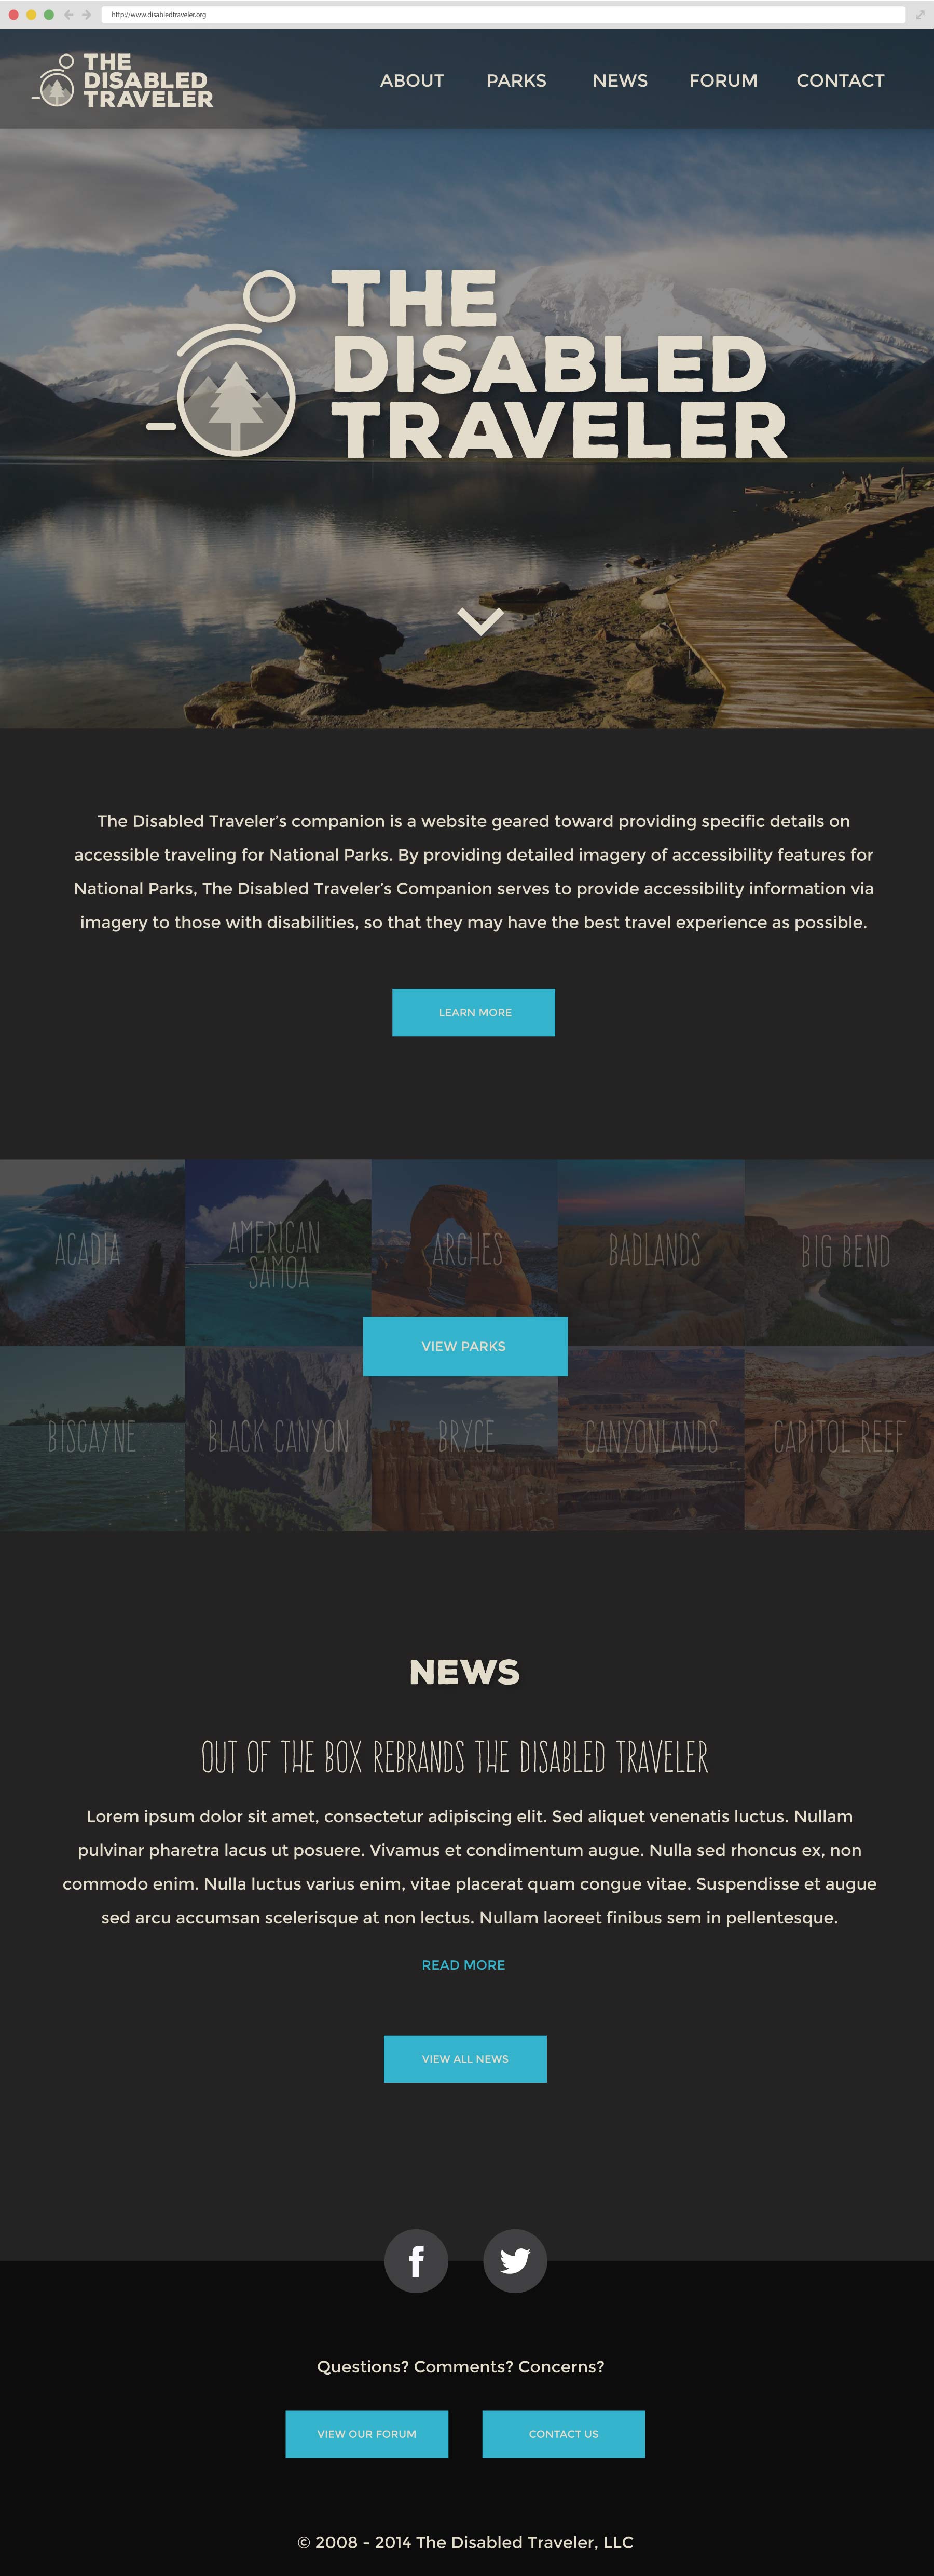 http://www.disabledtraveler.org
THE
DISABLED
TRAVELER
ABOUT PARKS NEWS FORUM CONTACT
THE
DISABLED
TRAVELER
The Disabled Traveler’s companion is a website geared toward providing specific details on
accessible traveling for National Parks. By providing detailed imagery of accessibility features for
National Parks, The Disabled Traveler’s Companion serves to provide accessibility information via
imagery to those with disabilities, so that they may have the best travel experience as possible.
LEARN MORE
ACADIA
AMERICAN
SAMOA
ARCHES
BADLANDS
BIG BEND
VIEW PARKS
BISCAYNE
BLACK CANYON
BRYCE
CANYONLANDS
CAPITOL REEF
NEWS
OUT OF THE BOX REBRANDS THE DISABLED TRAVELER
Lorem ipsum dolor sit amet, consectetur adipiscing elit. Sed aliquet venenatis luctus. Nullam
pulvinar pharetra lacus ut posuere. Vivamus et condimentum augue. Nulla sed rhoncus ex, non
commodo enim. Nulla luctus varius enim, vitae placerat quam congue vitae. Suspendisse et augue
sed arcu accumsan scelerisque at non lectus. Nullam laoreet finibus sem in pellentesque.
READ MORE
VIEW ALL NEWS
Questions? Comments? Concerns?
VIEW OUR FORUM
CONTACT US
© 2008 - 2014 The Disabled Traveler, LLC